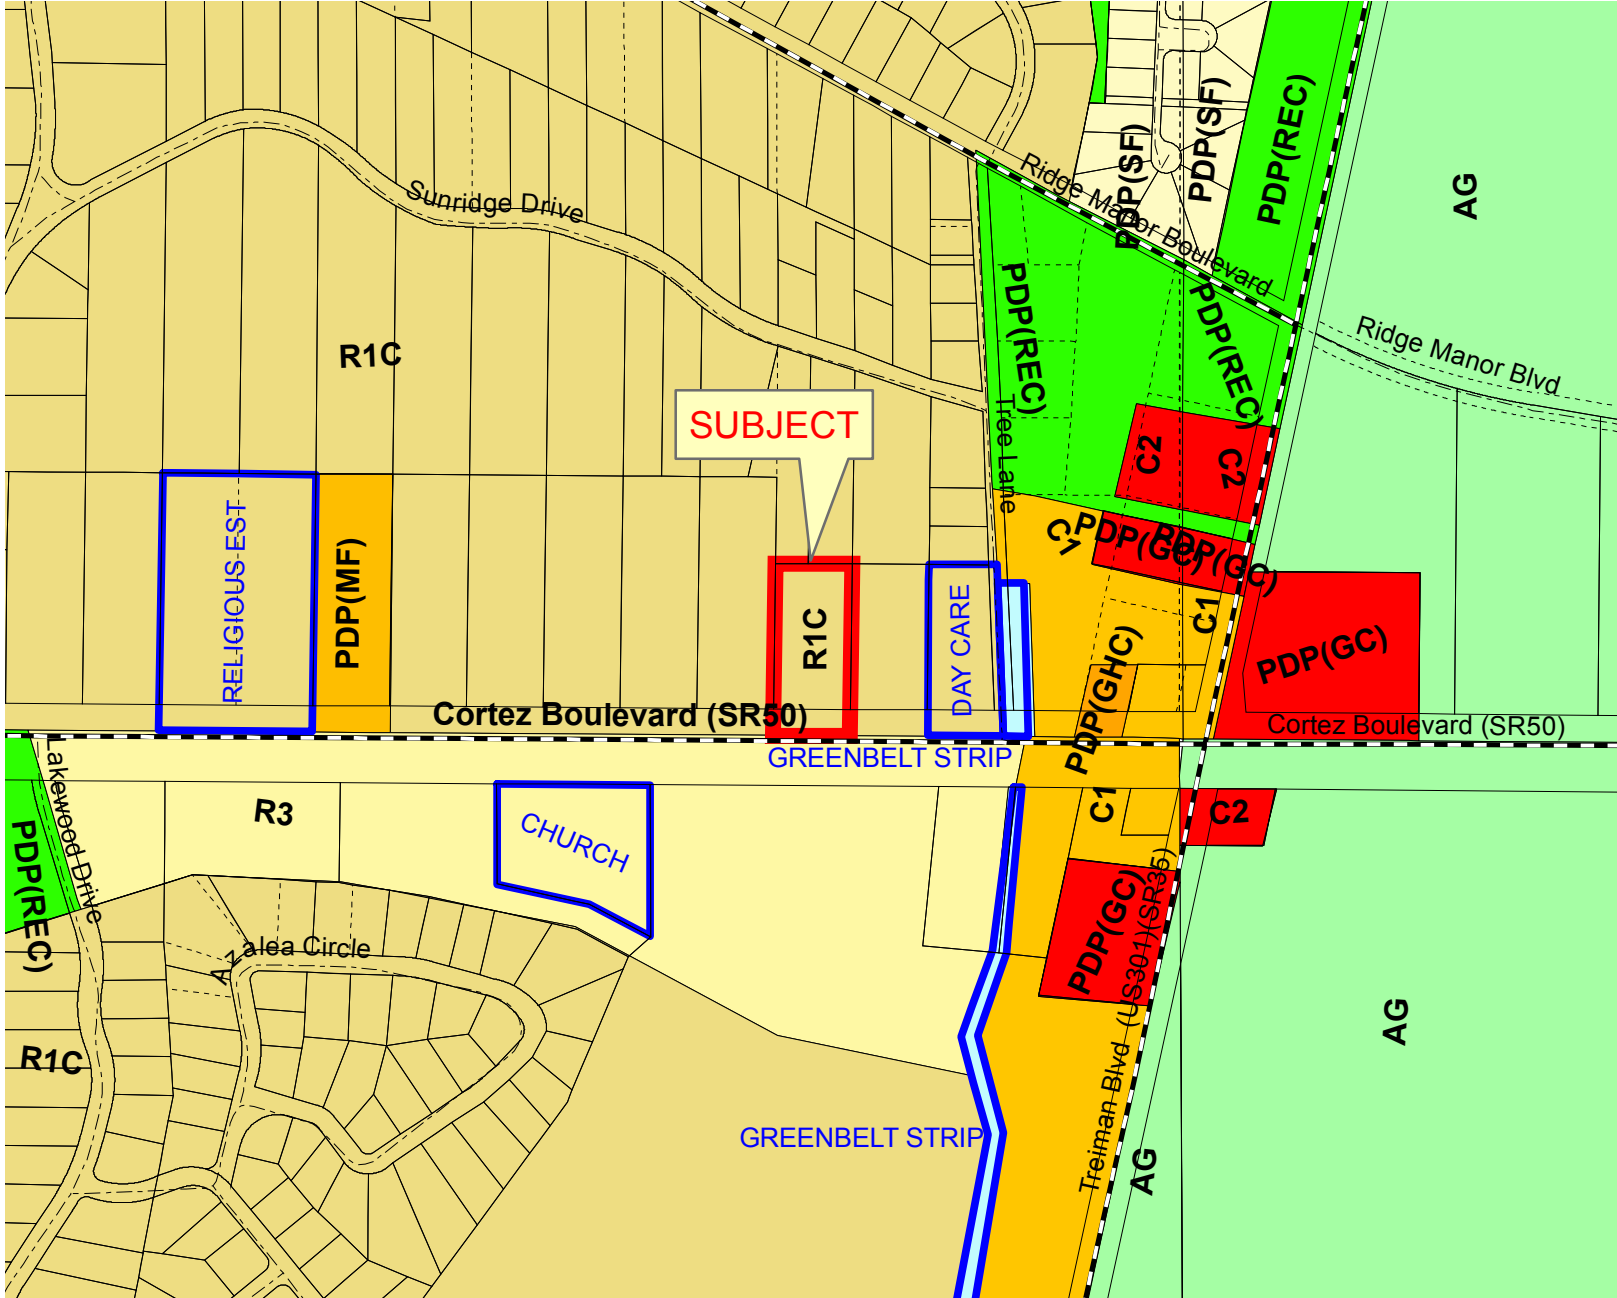 PDP(SF)
PDP(SF)
PDP(REC)
AG
Sunridge Drive
Ridge Manor Boulevard
PDP(REC)
PDP(REC)
Ridge Manor Blvd
R1C
SUBJECT
Tree Lane
C2
C2
C1
PDP(GC)
PDP(GC)
RELIGIOUS-EST
PDP(MF)
R1C
DAY CARE
C1
PDP(GHC)
PDP(GC)
Cortez Boulevard (SR50)
Cortez Boulevard (SR50)
GREENBELT STRIP
Lakewood Drive
R3
CHURCH
C1
C2
PDP(REC)
PDP(GC)
Azalea Circle
Treiman Blvd (US301)(SR35)
AG
R1C
GREENBELT STRIP
AG